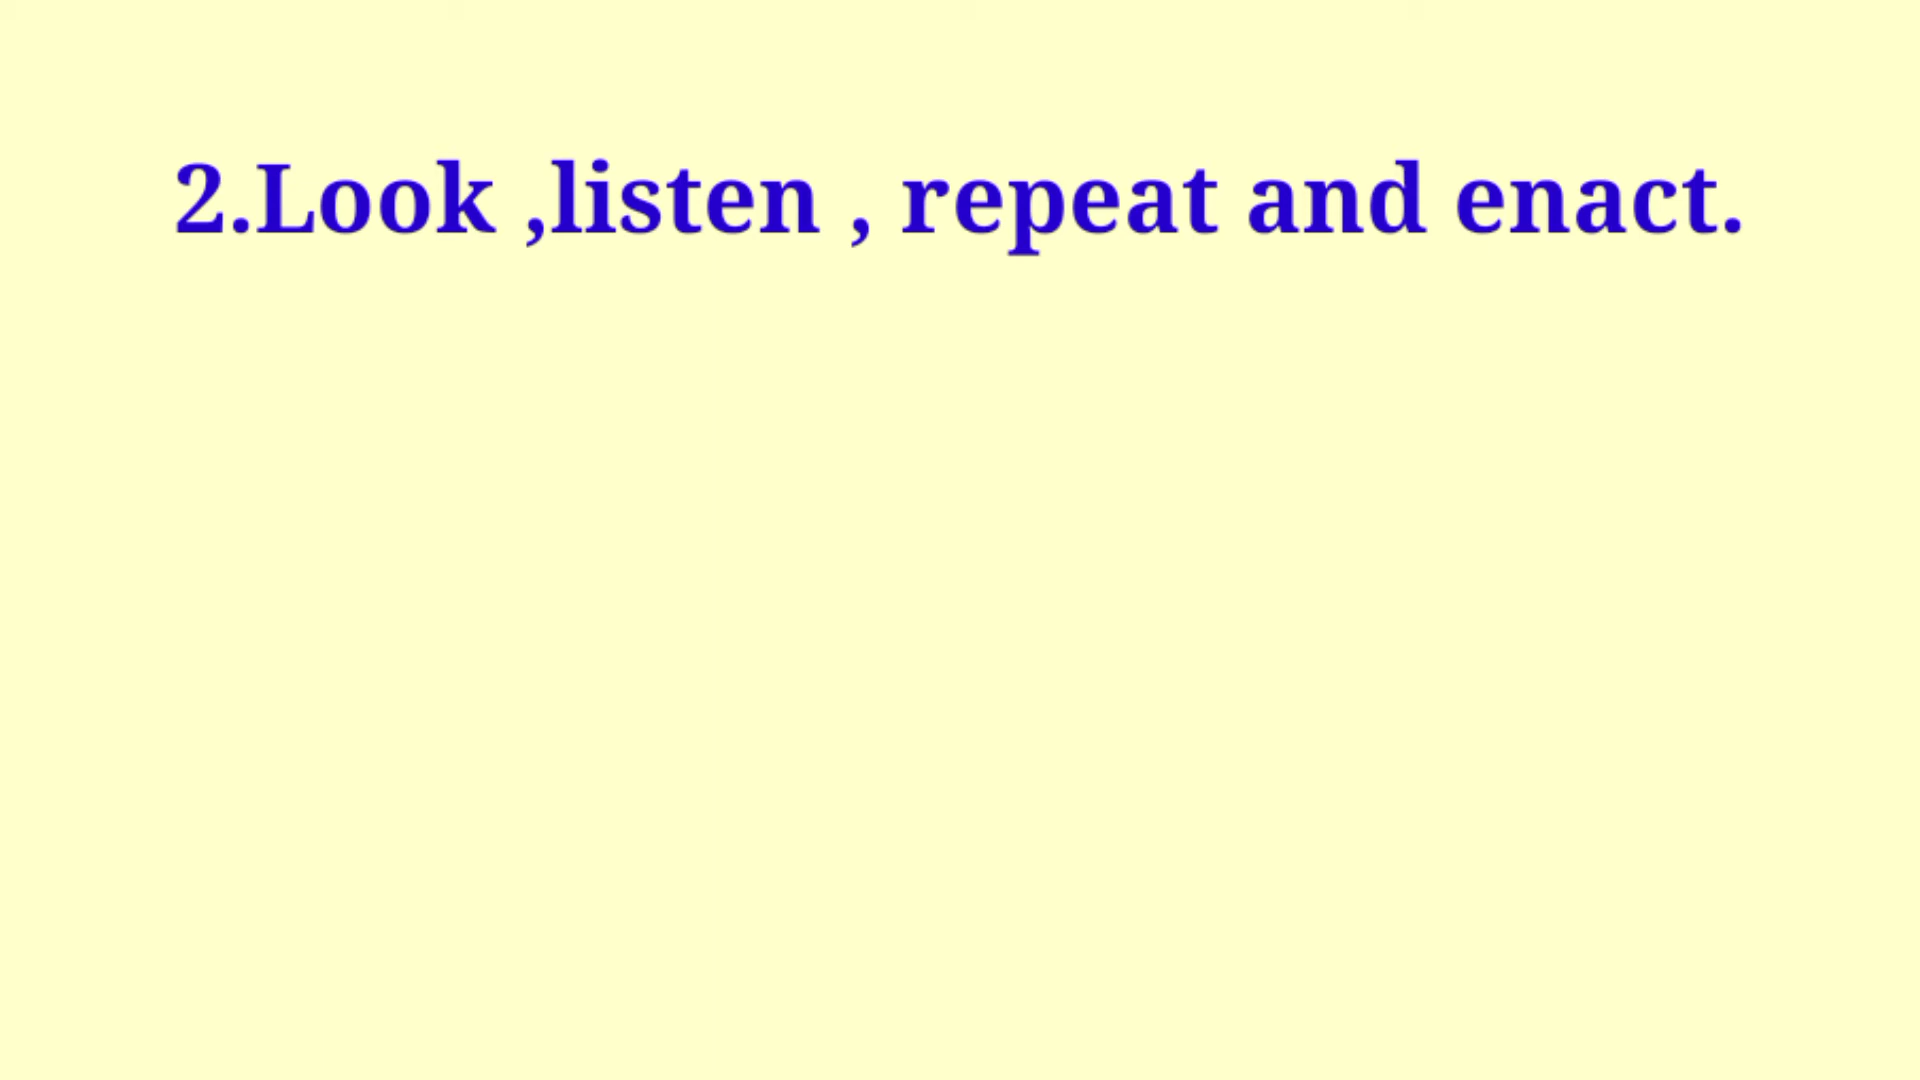 2.Look ,listen , repeat and enact.